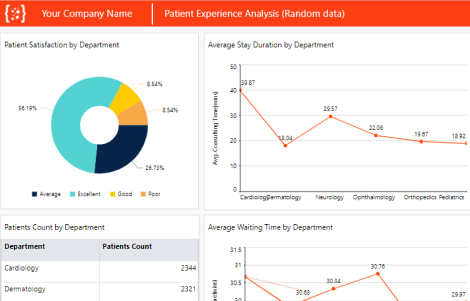 Your Company Name
Patient Experience Analysis (Random data)
Patient Satisfaction by Department
8.64%
8.54%
56.19%
26.73%
Average Excellent Good Poor
Average Stay Duration by Department
Avg. Consulting Time(mins)
50
40
30
20
10
0
39.87
18.04
29.57
22.06
19.67
18.92
Cardiology Dermatology Neurology Ophthalmology Orthopedics Pediatrics
Patients Count by Department
Department Patients Count
Cardiology 2344
Dermatology 2321
Average Waiting Time by Department
31.5
31
30.5
30
30.68
30.34
30.76
29.97